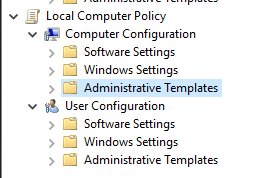 Local Computer Policy
Computer Configuration
Software Settings
Windows Settings
Administrative Templates
User Configuration
Software Settings
Windows Settings
Administrative Templates